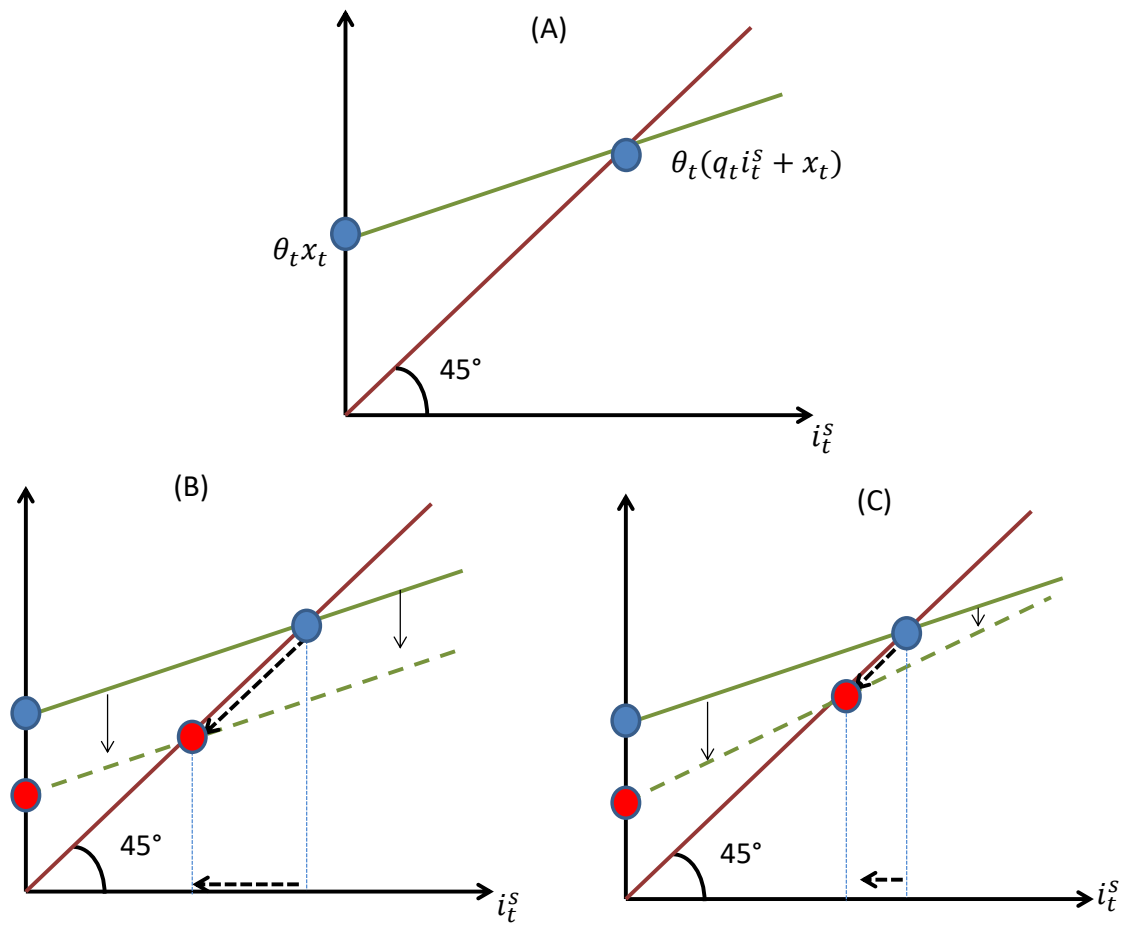 (A)
θ_t(q_t i_t^s + x_t)
θ_t x_t
45°
i_t^s
(B)
45°
i_t^s
(C)
45°
i_t^s